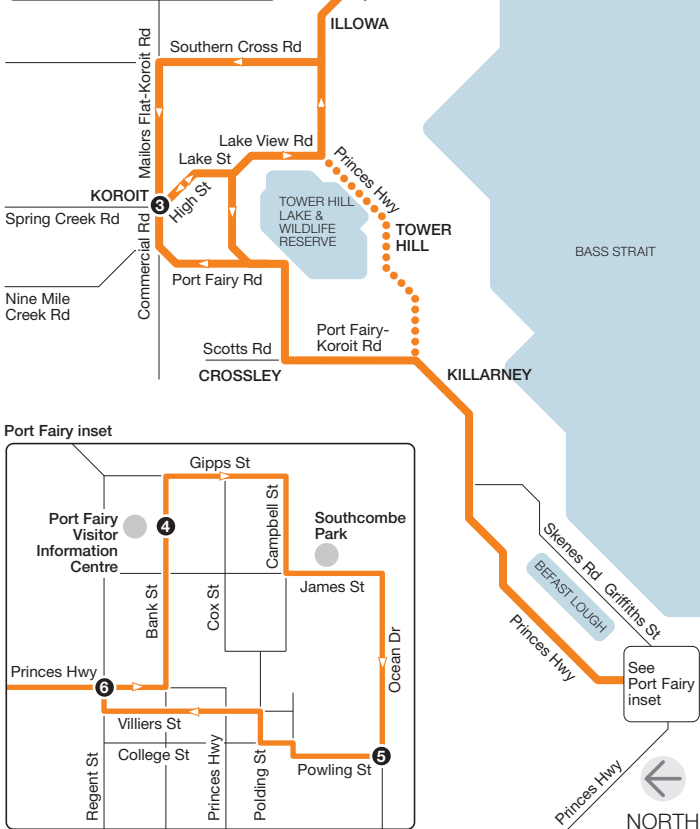 ILLOWA
Southern Cross Rd
Mailors Flat-Koroit Rd
Lake View Rd
Lake St
High St
Princes Hwy
KOROIT
3
Spring Creek Rd
TOWER HILL
LAKE &
WILDLIFE
RESERVE
TOWER
HILL
BASS STRAIT
Commercial Rd
Port Fairy Rd
Nine Mile
Creek Rd
Port Fairy-
Koroit Rd
Scotts Rd
CROSSLEY
KILLARNEY
Port Fairy inset
Gipps St
Port Fairy
Visitor
Information
Centre
4
Campbell St
Southcombe
Park
James St
Bank St
Cox St
Ocean Dr
Princes Hwy
6
Villiers St
College St
Regent St
Princes Hwy
Polding St
Powling St
5
Skenes Rd
Griffiths St
BEFAST LOUGH
Princes Hwy
See
Port Fairy
inset
Princes Hwy
NORTH